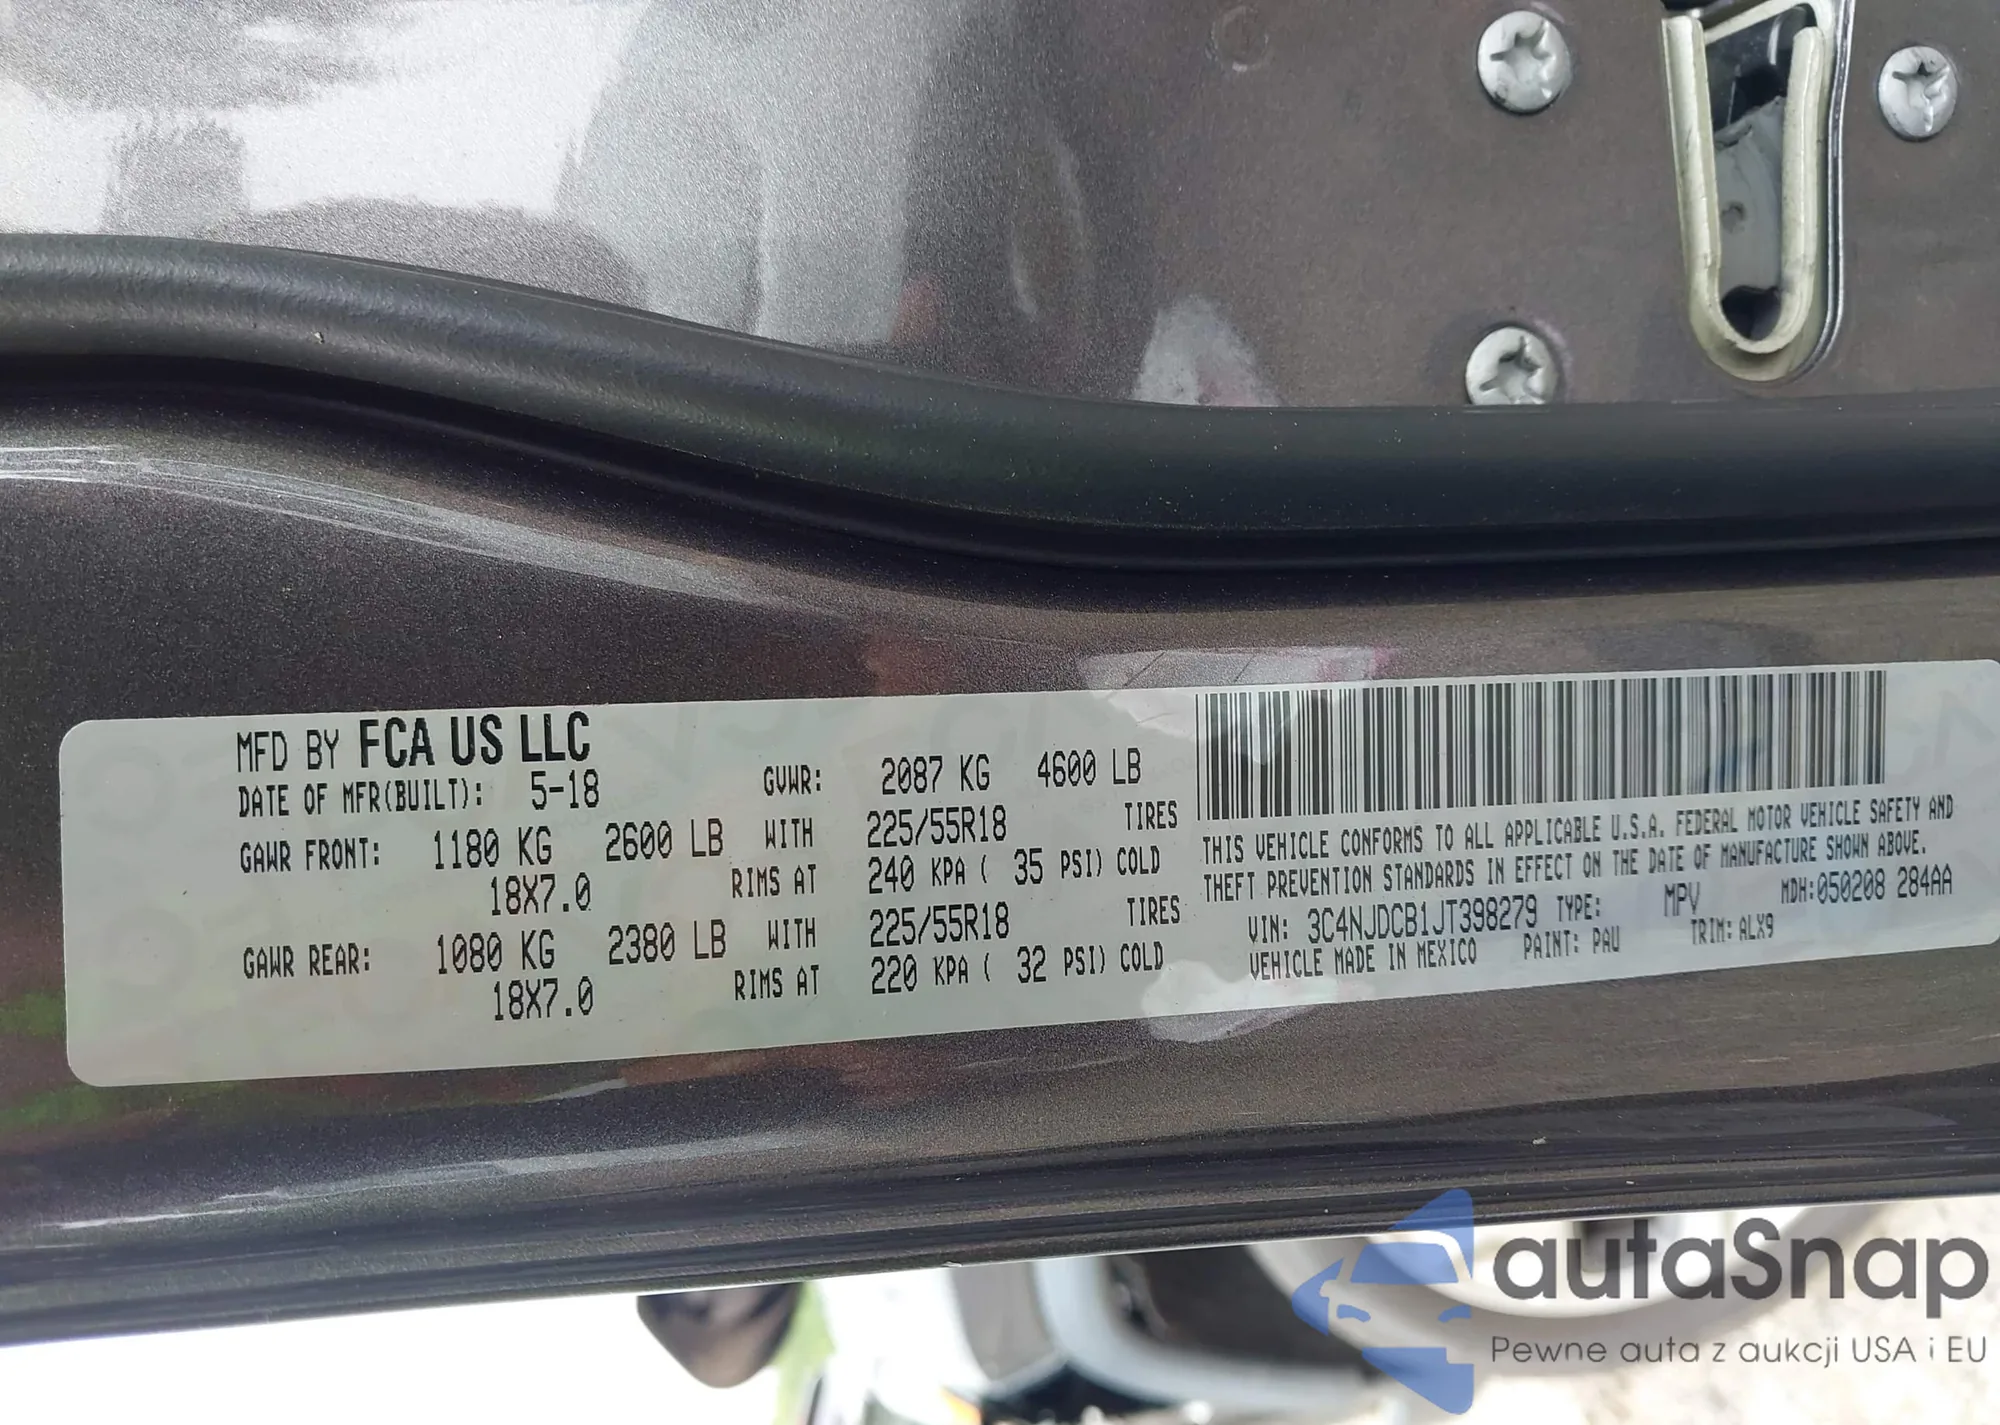 MFD BY FCA US LLC
DATE OF MFR(BUILT): 5-18 GVWR: 2087 KG 4600 LB
GAWR FRONT: 1180 KG 2600 LB WITH 225/55R18 TIRES
18X7.0 RIMS AT 240 KPA ( 35 PSI) COLD
GAWR REAR: 1080 KG 2380 LB WITH 225/55R18 TIRES
18X7.0 RIMS AT 220 KPA ( 32 PSI) COLD
THIS VEHICLE CONFORMS TO ALL APPLICABLE U.S.A. FEDERAL MOTOR VEHICLE SAFETY AND
THEFT PREVENTION STANDARDS IN EFFECT ON THE DATE OF MANUFACTURE SHOWN ABOVE.
VIN: 3C4NJDCB1JT398279 TYPE: MPV MDH:050208 284AA
VEHICLE MADE IN MEXICO PAINT: PAU TRIM: ALX9
autaSnap
Pewne auta z aukcji USA i EU